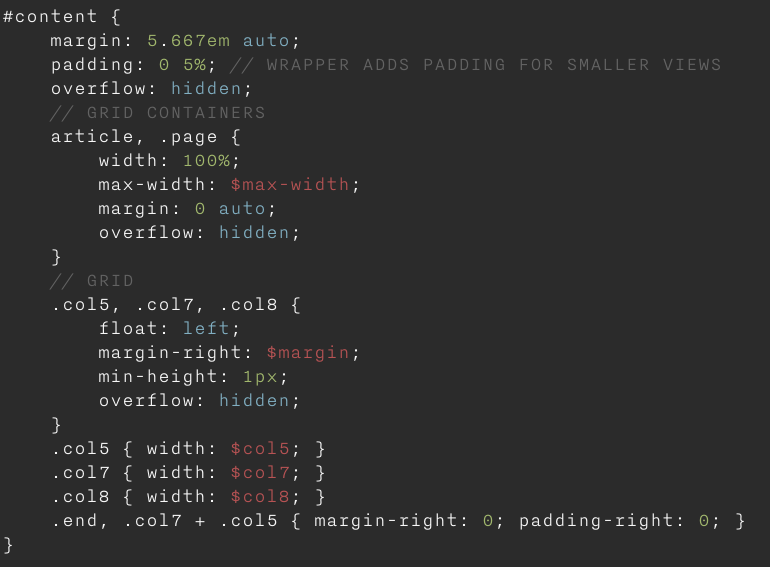 #content {
    margin: 5.667em auto;
    padding: 0 5%; // WRAPPER ADDS PADDING FOR SMALLER VIEWS
    overflow: hidden;
    // GRID CONTAINERS
    article, .page {
        width: 100%;
        max-width: $max-width;
        margin: 0 auto;
        overflow: hidden;
    }
    // GRID
    .col5, .col7, .col8 {
        float: left;
        margin-right: $margin;
        min-height: 1px;
        overflow: hidden;
    }
    .col5 { width: $col5; }
    .col7 { width: $col7; }
    .col8 { width: $col8; }
    .end, .col7 + .col5 { margin-right: 0; padding-right: 0; }
}